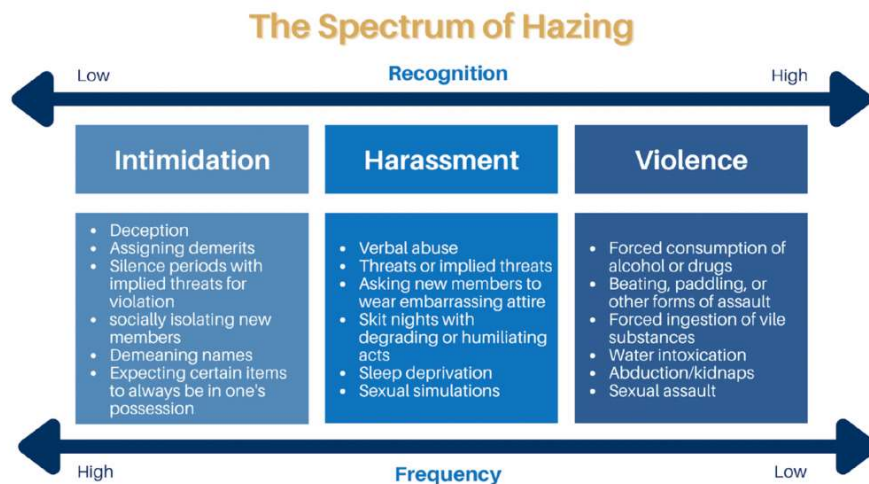 The Spectrum of Hazing
Low
Recognition
High
Intimidation
• Deception
• Assigning demerits
• Silence periods with
implied threats for
violation
• socially isolating new
members
• Demeaning names
• Expecting certain items
to always be in one's
possession
Harassment
• Verbal abuse
• Threats or implied threats
• Asking new members to
wear embarrassing attire
• Skit nights with
degrading or humiliating
acts
• Sleep deprivation
• Sexual simulations
Violence
• Forced consumption of
alcohol or drugs
• Beating, paddling, or
other forms of assault
• Forced ingestion of vile
substances
• Water intoxication
• Abduction/kidnaps
• Sexual assault
High
Frequency
Low